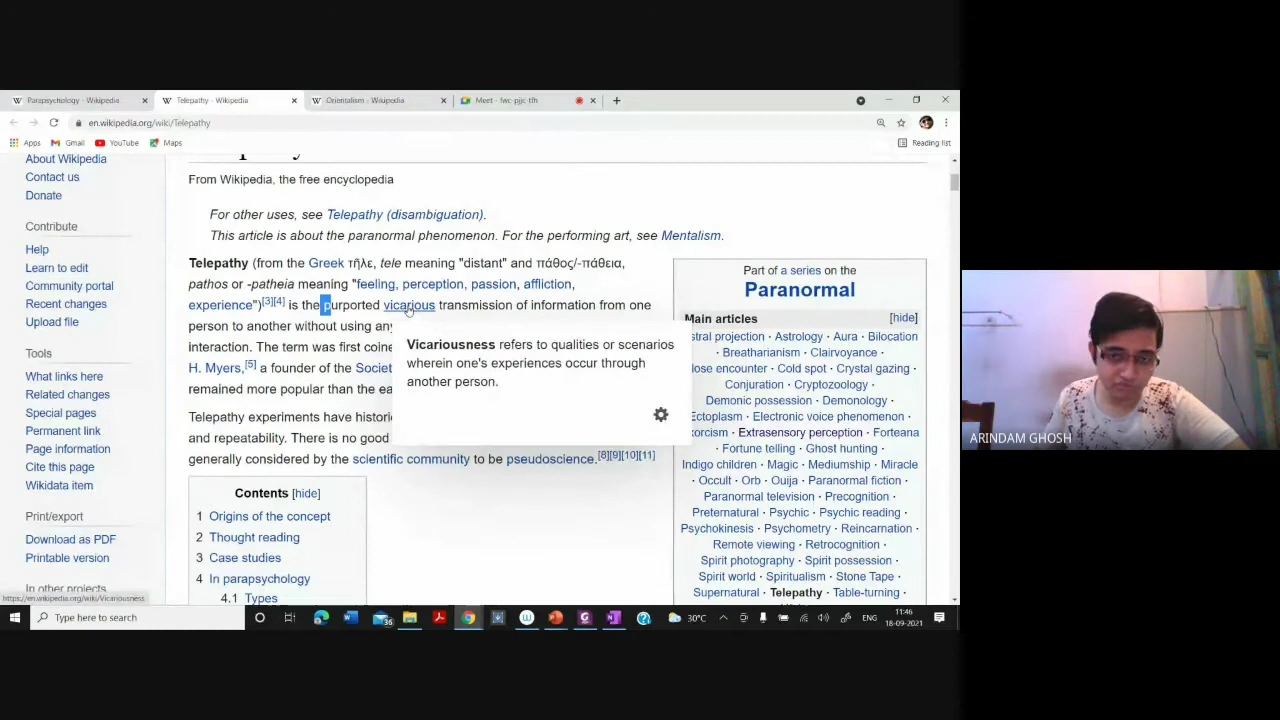 Parapsychology - Wikipedia
Telepathy - Wikipedia
Orientalism - Wikipedia
Meet - fwc-pjjc-tfh
en.wikipedia.org/wiki/Telepathy
Apps
Gmail
YouTube
Maps
Reading list
About Wikipedia
Contact us
Donate
Contribute
Help
Learn to edit
Community portal
Recent changes
Upload file
Tools
What links here
Related changes
Special pages
Permanent link
Page information
Cite this page
Wikidata item
Print/export
Download as PDF
Printable version
In other projects
https://en.wikipedia.org/wiki/Vicariousness
From Wikipedia, the free encyclopedia
For other uses, see Telepathy (disambiguation).
This article is about the paranormal phenomenon. For the performing art, see Mentalism.
Telepathy (from the Greek τῆλε, tele meaning "distant" and πάθος/-πάθεια,
pathos or -patheia meaning "feeling, perception, passion, affliction,
experience")[3][4] is the purported vicarious transmission of information from one
person to another without using any
interaction. The term was first coine
H. Myers,[5] a founder of the Societ
remained more popular than the ea
Vicariousness refers to qualities or scenarios
wherein one's experiences occur through
another person.
Telepathy experiments have historic
and repeatability. There is no good
generally considered by the scientific community to be pseudoscience.[8][9][10][11]
Contents [hide]
1 Origins of the concept
2 Thought reading
3 Case studies
4 In parapsychology
4.1 Types
Part of a series on the
Paranormal
Main articles [hide]
stral projection · Astrology · Aura · Bilocation
· Breatharianism · Clairvoyance ·
lose encounter · Cold spot · Crystal gazing
· Conjuration · Cryptozoology ·
Demonic possession · Demonology ·
Ectoplasm · Electronic voice phenomenon ·
xorcism · Extrasensory perception · Forteana
· Fortune telling · Ghost hunting ·
Indigo children · Magic · Mediumship · Miracle
· Occult · Orb · Ouija · Paranormal fiction ·
Paranormal television · Precognition ·
Preternatural · Psychic · Psychic reading ·
Psychokinesis · Psychometry · Reincarnation ·
Remote viewing · Retrocognition ·
Spirit photography · Spirit possession ·
Spirit world · Spiritualism · Stone Tape ·
Supernatural · Telepathy · Table-turning ·
Type here to search
36
30°C
ENG
11:46
18-09-2021
ARINDAM GHOSH